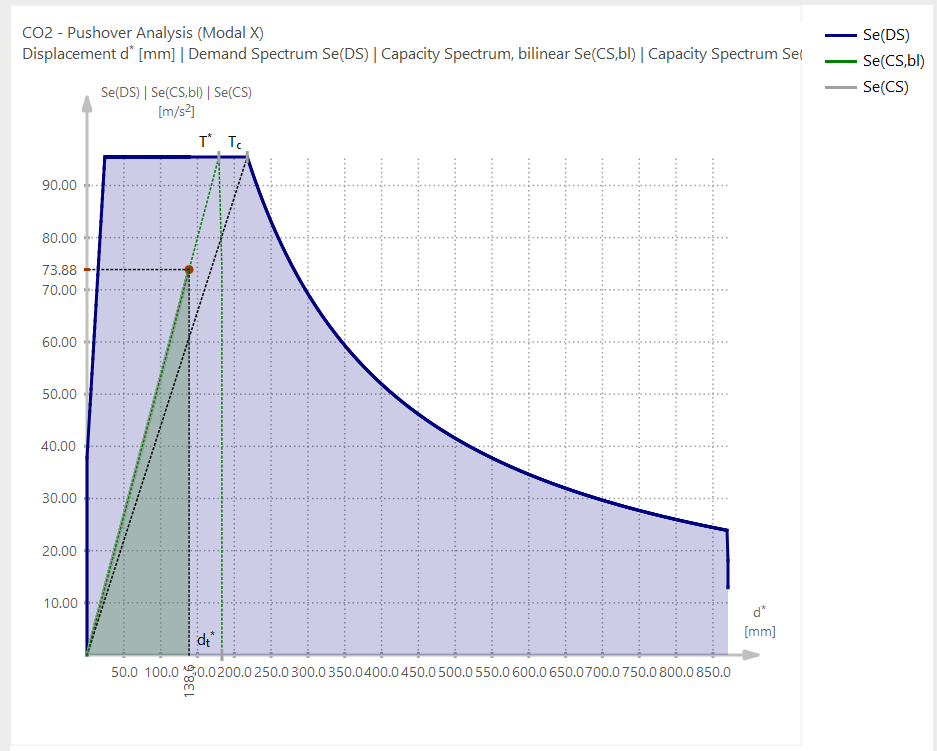 CO2 - Pushover Analysis (Modal X)
Displacement d* [mm] | Demand Spectrum Se(DS) | Capacity Spectrum, bilinear Se(CS,bl) | Capacity Spectrum Se(
Se(DS)
Se(CS,bl)
Se(CS)
Se(DS) | Se(CS,bl) | Se(CS)
[m/s²]
T* Tc
90.00
80.00
73.88
70.00
60.00
50.00
40.00
30.00
20.00
10.00
d*
[mm]
dt*
50.0 100.0 50.0 200.0 250.0 300.0 350.0 400.0 450.0 500.0 550.0 600.0 650.0 700.0 750.0 800.0 850.0
138.6